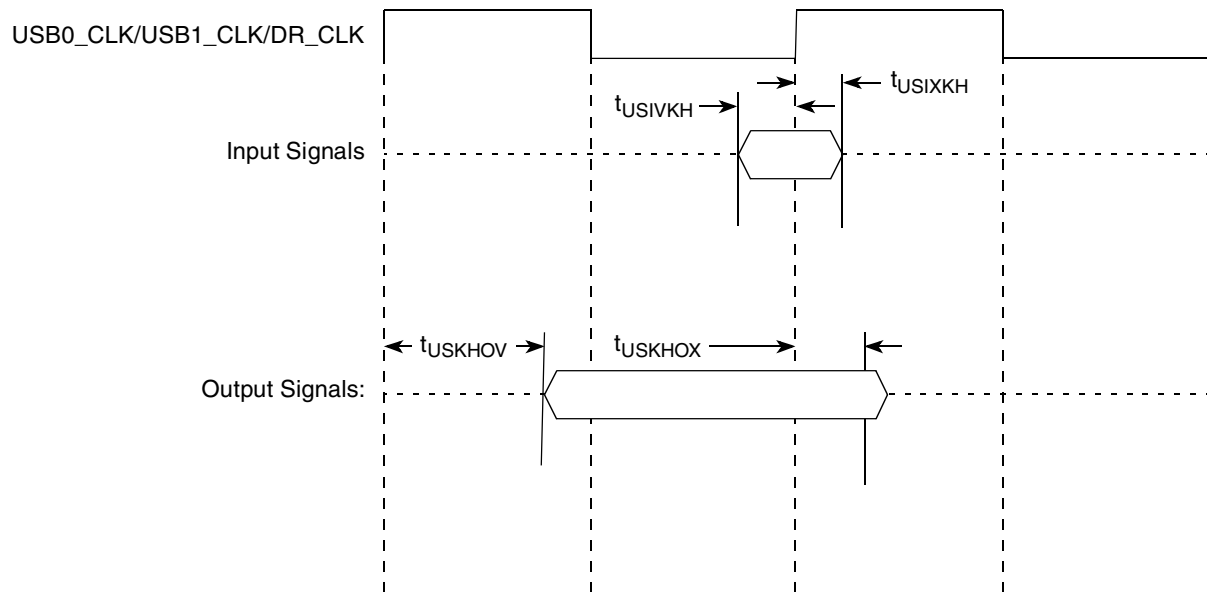 USB0_CLK/USB1_CLK/DR_CLK
tUSIXKH
tUSIVKH
Input Signals
tUSKHOV
tUSKHOX
Output Signals: